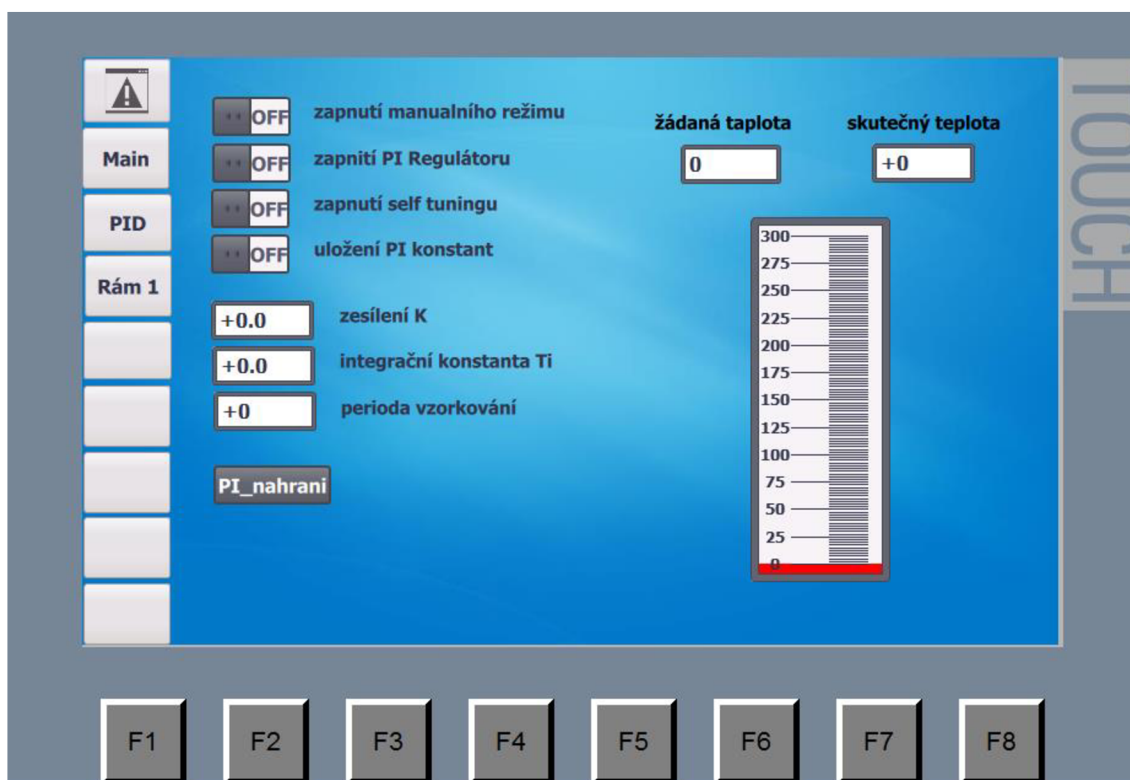 TOUCH
Main
PID
Rám 1
OFF zapnutí manualního režimu
OFF zapnití PI Regulátoru
OFF zapnutí self tuningu
OFF uložení PI konstant
+0.0 zesílení K
+0.0 integrační konstanta Ti
+0 perioda vzorkování
PI_nahrani
žádaná taplota skutečný teplota
0 +0
300
275
250
225
200
175
150
125
100
75
50
25
0
F1 F2 F3 F4 F5 F6 F7 F8